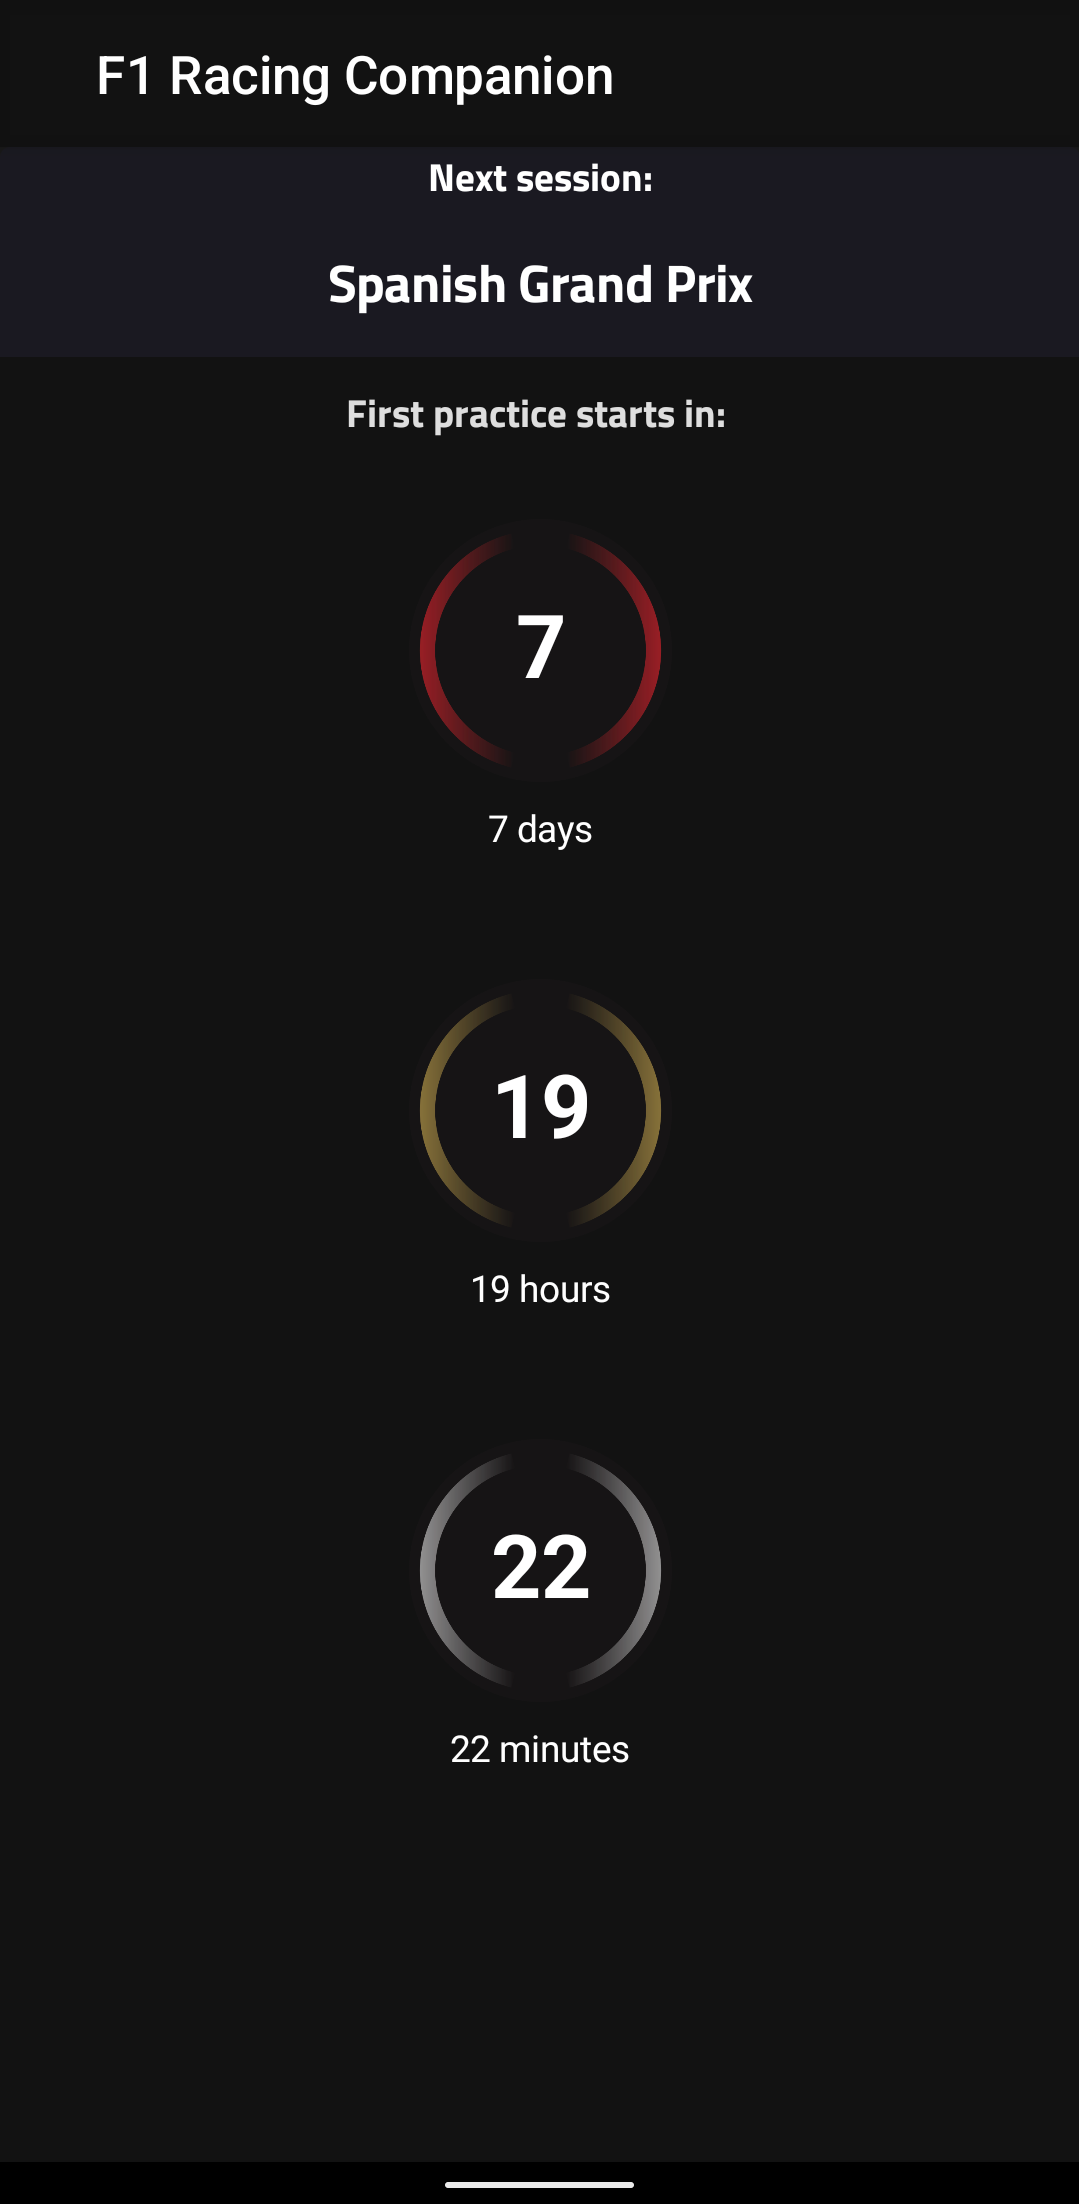 F1 Racing Companion
Next session:
Spanish Grand Prix
First practice starts in:
7
7 days
19
19 hours
22
22 minutes